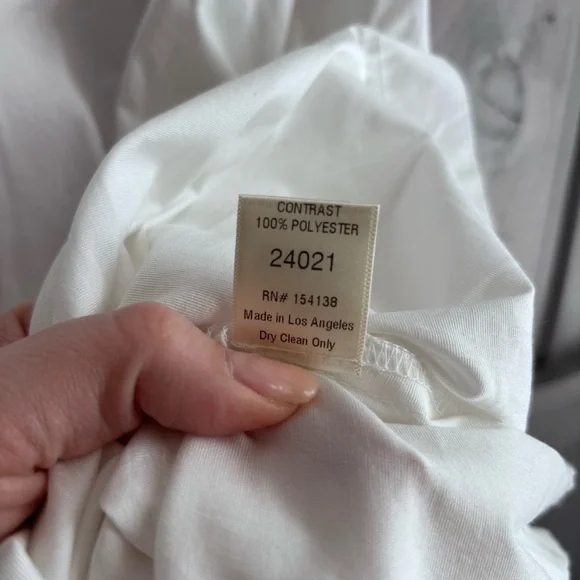 CONTRAST
100% POLYESTER
24021
RN# 154138
Made in Los Angeles
Dry Clean Only